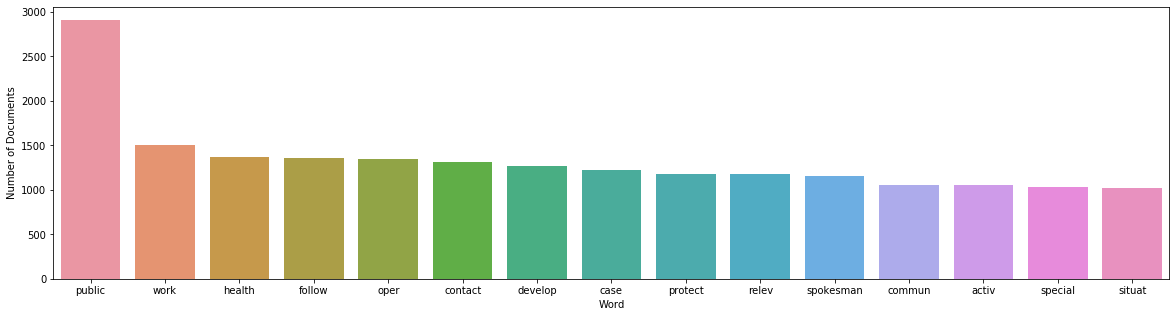 Number of Documents
3000
2500
2000
1500
1000
500
0
public work health follow oper contact develop case protect relev spokesman commun activ special situat
Word